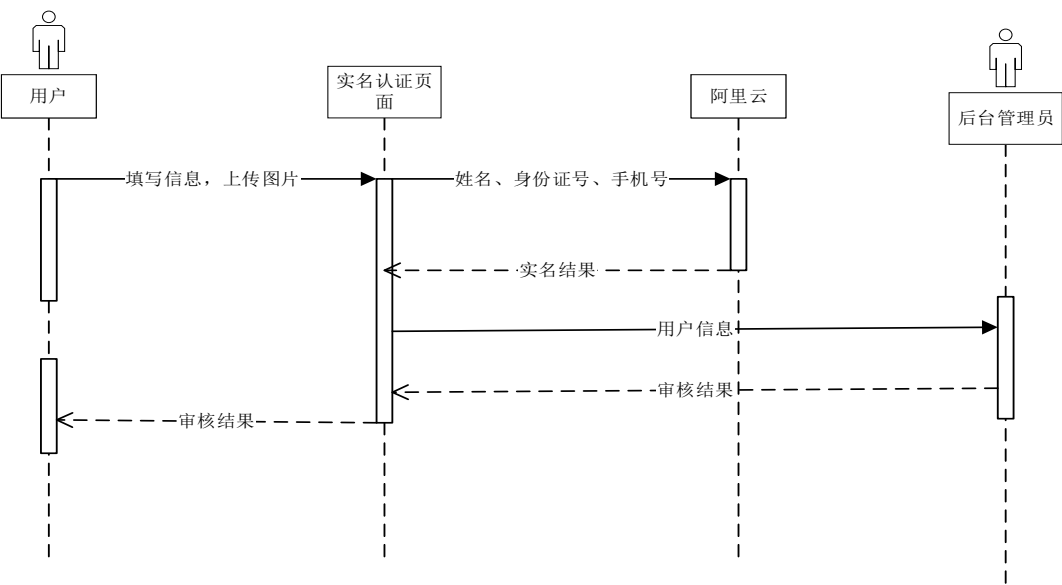 用户
实名认证页
面
阿里云
后台管理员
填写信息，上传图片
姓名、身份证号、手机号
实名结果
用户信息
审核结果
审核结果